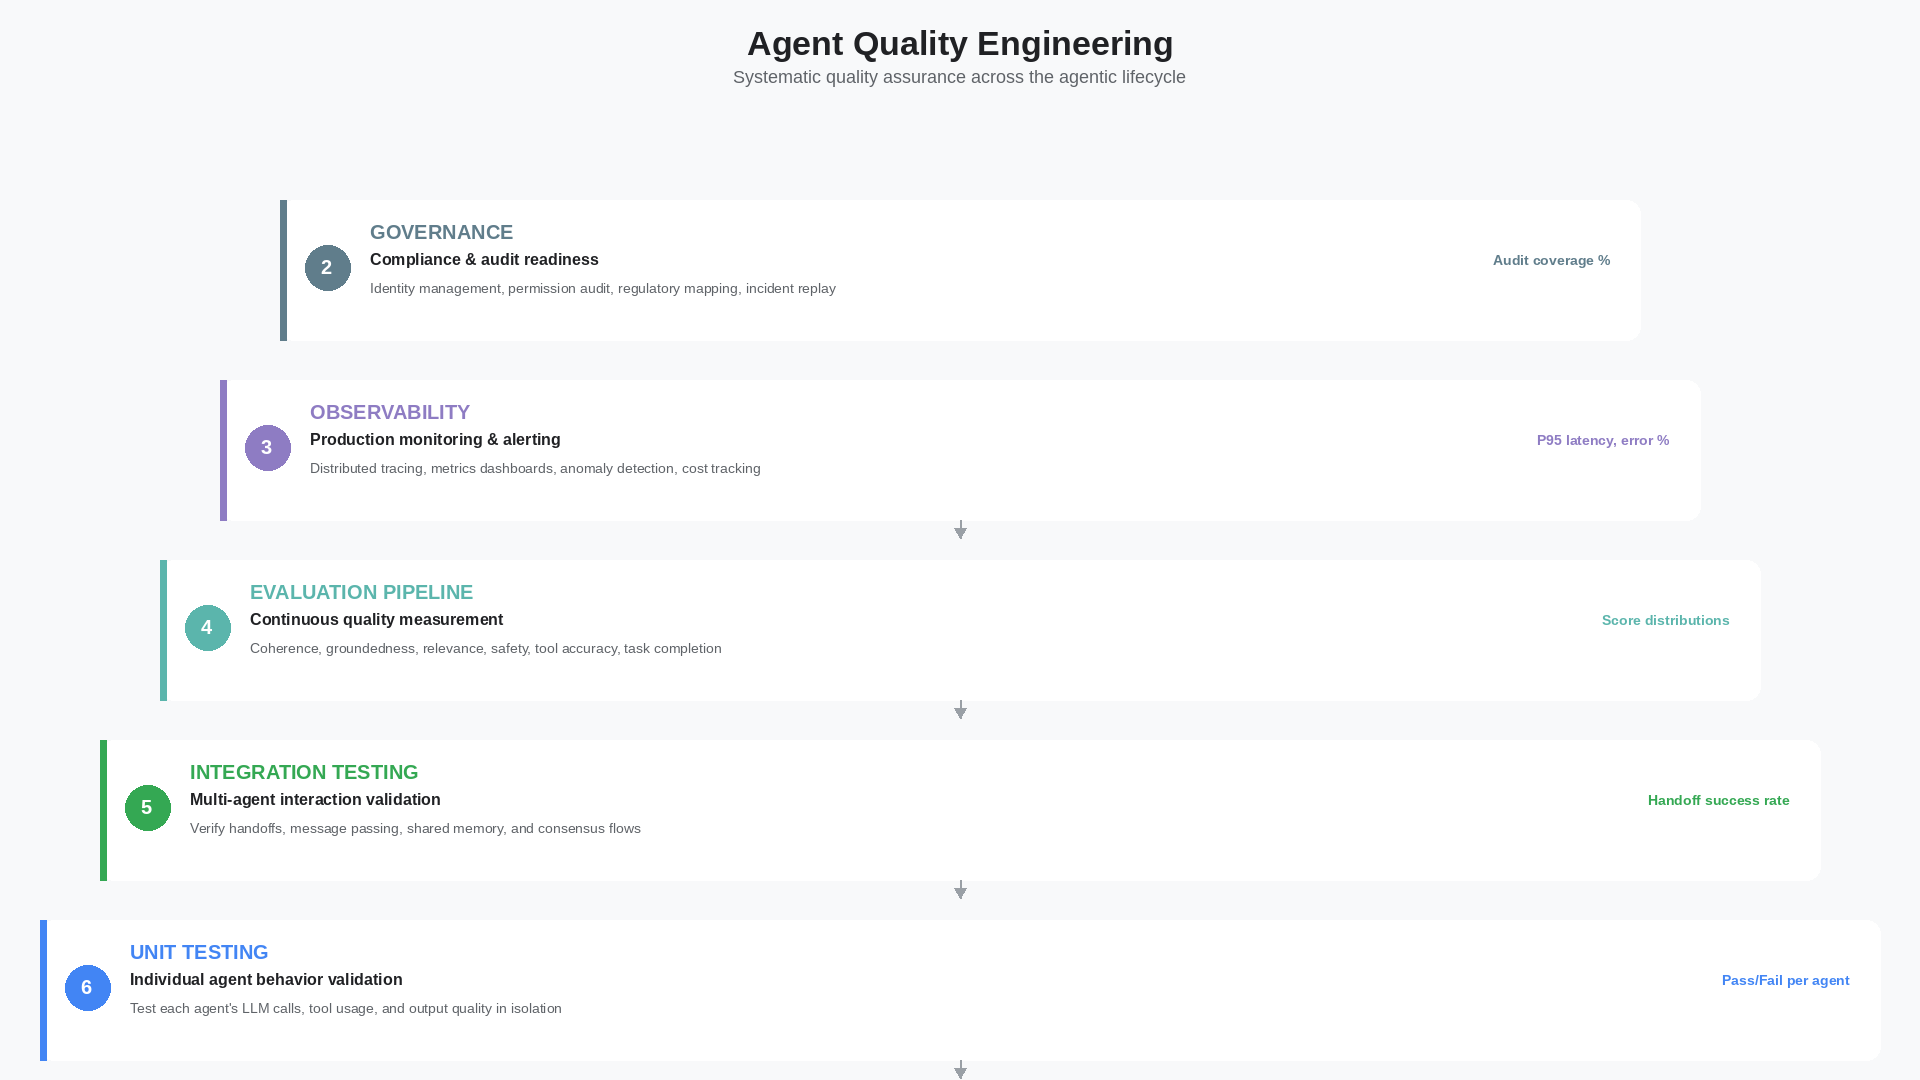 Agent Quality Engineering
Systematic quality assurance across the agentic lifecycle
GOVERNANCE
2
Compliance & audit readiness
Audit coverage %
Identity management, permission audit, regulatory mapping, incident replay
OBSERVABILITY
3
Production monitoring & alerting
P95 latency, error %
Distributed tracing, metrics dashboards, anomaly detection, cost tracking
EVALUATION PIPELINE
4
Continuous quality measurement
Score distributions
Coherence, groundedness, relevance, safety, tool accuracy, task completion
INTEGRATION TESTING
5
Multi-agent interaction validation
Handoff success rate
Verify handoffs, message passing, shared memory, and consensus flows
UNIT TESTING
6
Individual agent behavior validation
Pass/Fail per agent
Test each agent's LLM calls, tool usage, and output quality in isolation